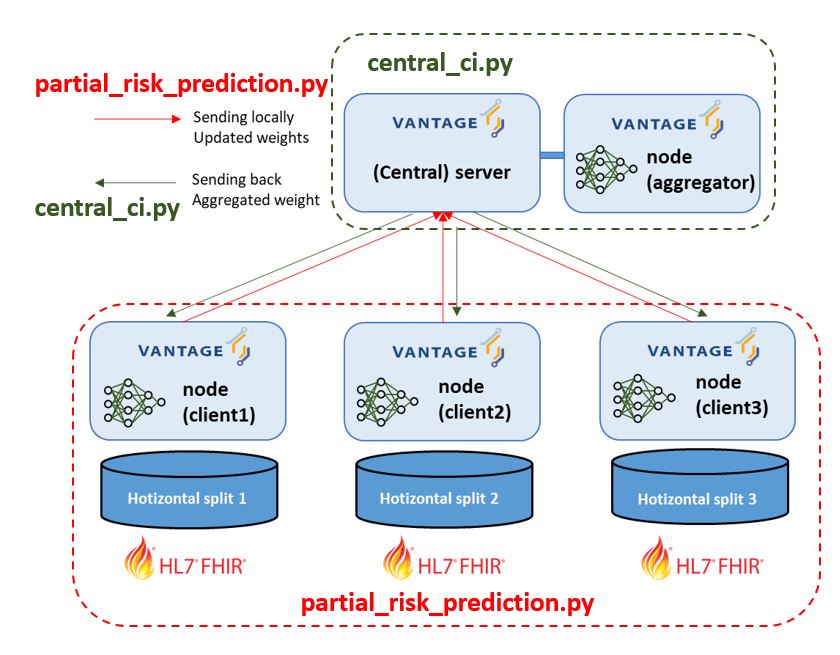 central_ci.py
partial_risk_prediction.py
Sending locally
Updated weights
Sending back
Aggregated weight
central_ci.py
VANTAGE
(Central) server
VANTAGE
node
(aggregator)
VANTAGE
node
(client1)
VANTAGE
node
(client2)
VANTAGE
node
(client3)
Hotizontal split 1
Hotizontal split 2
Hotizontal split 3
HL7® FHIR®
HL7® FHIR®
HL7® FHIR®
partial_risk_prediction.py